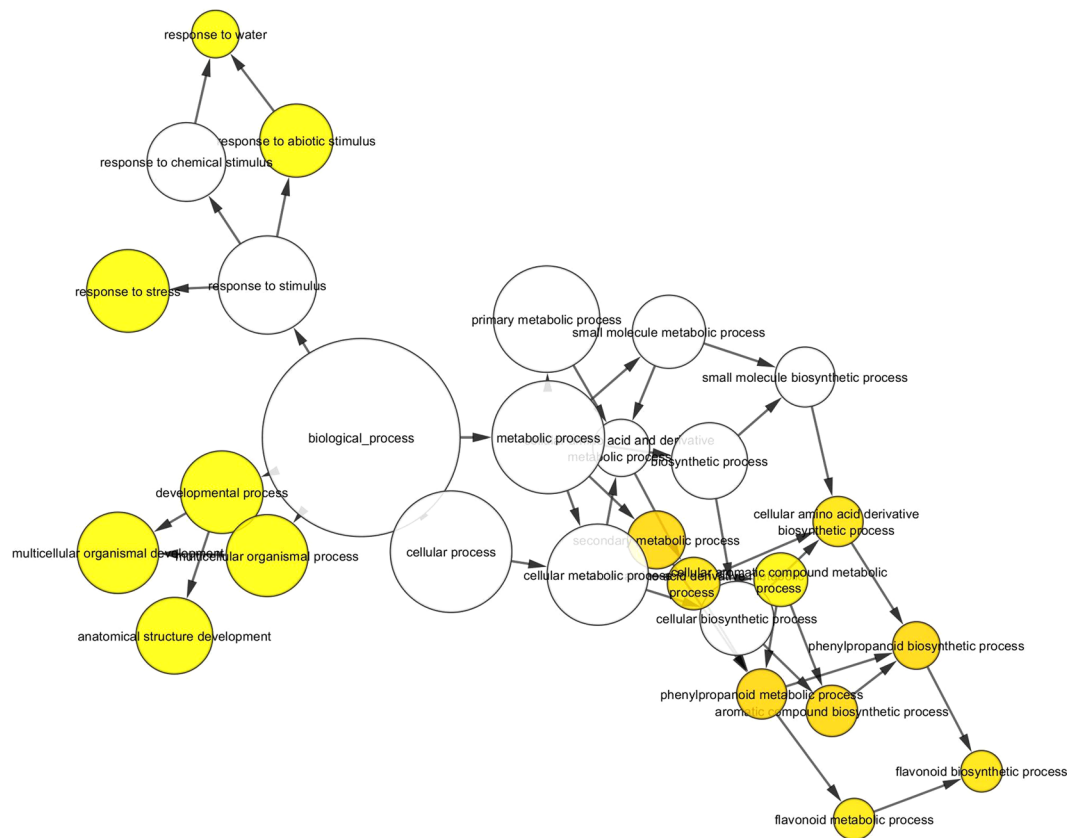 response to water
response to abiotic stimulus
response to chemical stimulus
response to stress
response to stimulus
primary metabolic process
small molecule metabolic process
small molecule biosynthetic process
biological_process
metabolic process
acid and derivative
metabolic process
biosynthetic process
developmental process
multicellular organismal development
multicellular organismal process
anatomical structure development
cellular process
secondary metabolic process
cellular metabolic process
cellular amino acid derivative
biosynthetic process
acid derivative
process
cellular aromatic compound metabolic
process
cellular biosynthetic process
phenylpropanoid biosynthetic process
phenylpropanoid metabolic process
aromatic compound biosynthetic process
flavonoid biosynthetic process
flavonoid metabolic process